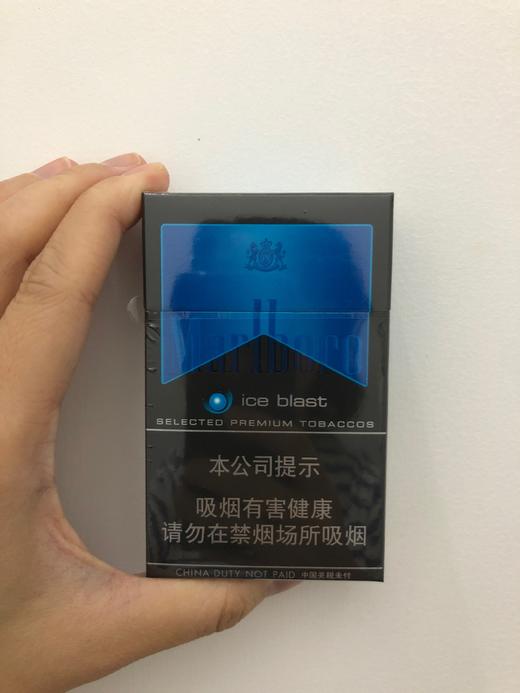 Marlboro
ice blast
SELECTED PREMIUM TOBACCOS
本公司提示
吸烟有害健康
请勿在禁烟场所吸烟
CHINA DUTY NOT PAID 中国关税未付